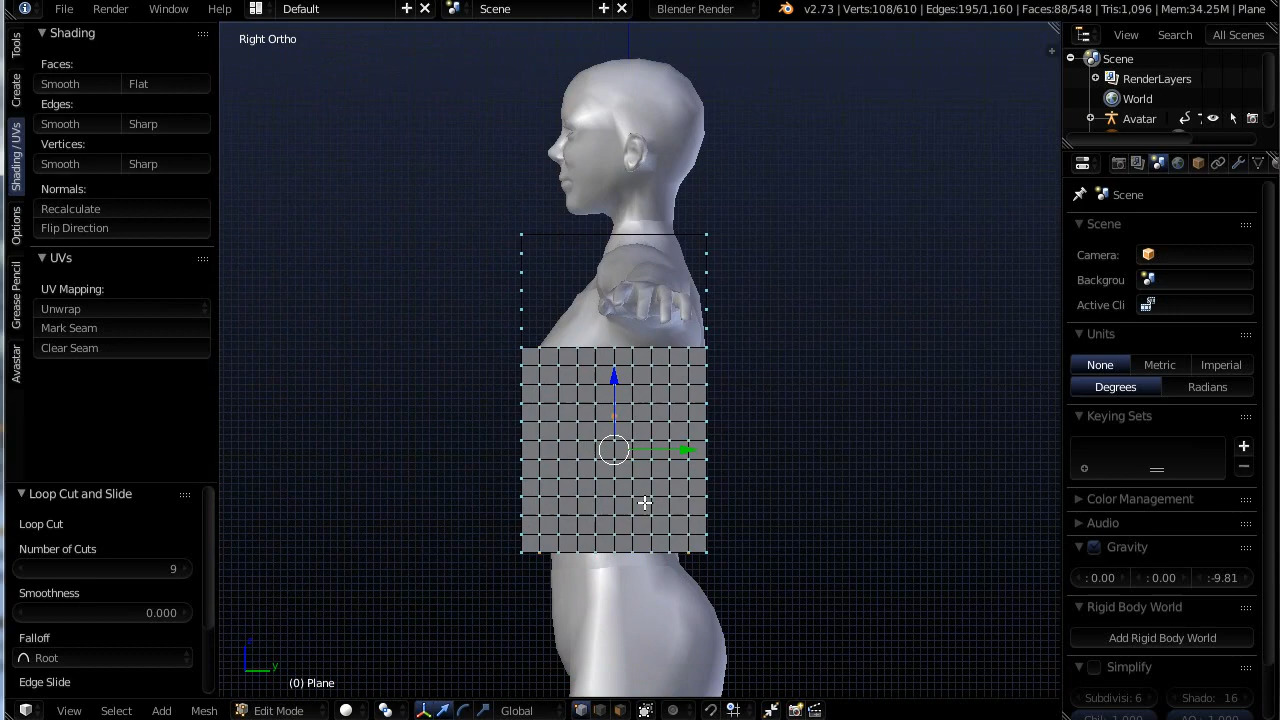 File Render Window Help Default Scene Blender Render v2.73 | Verts:108/610 | Edges:195/1,160 | Faces:88/548 | Tris:1,096 | Mem:34.25M | Plane
Tools
Create
Shading / UVs
Options
Grease Pencil
Avastar
Shading
Faces:
Smooth Flat
Edges:
Smooth Sharp
Vertices:
Smooth Sharp
Normals:
Recalculate
Flip Direction
UVs
UV Mapping:
Unwrap
Mark Seam
Clear Seam
Loop Cut and Slide
Loop Cut
Number of Cuts
9
Smoothness
0.000
Falloff
Root
Edge Slide
Right Ortho
z
y
(0) Plane
View Select Add Mesh Edit Mode Global
View Search All Scenes
Scene
RenderLayers
World
Avatar
Scene
Scene
Camera:
Backgrou
Active Cli
Units
None Metric Imperial
Degrees Radians
Keying Sets
Color Management
Audio
Gravity
: 0.00 : 0.00 :-9.81
Rigid Body World
Add Rigid Body World
Simplify
Subdivisi: 6 Shado: 16